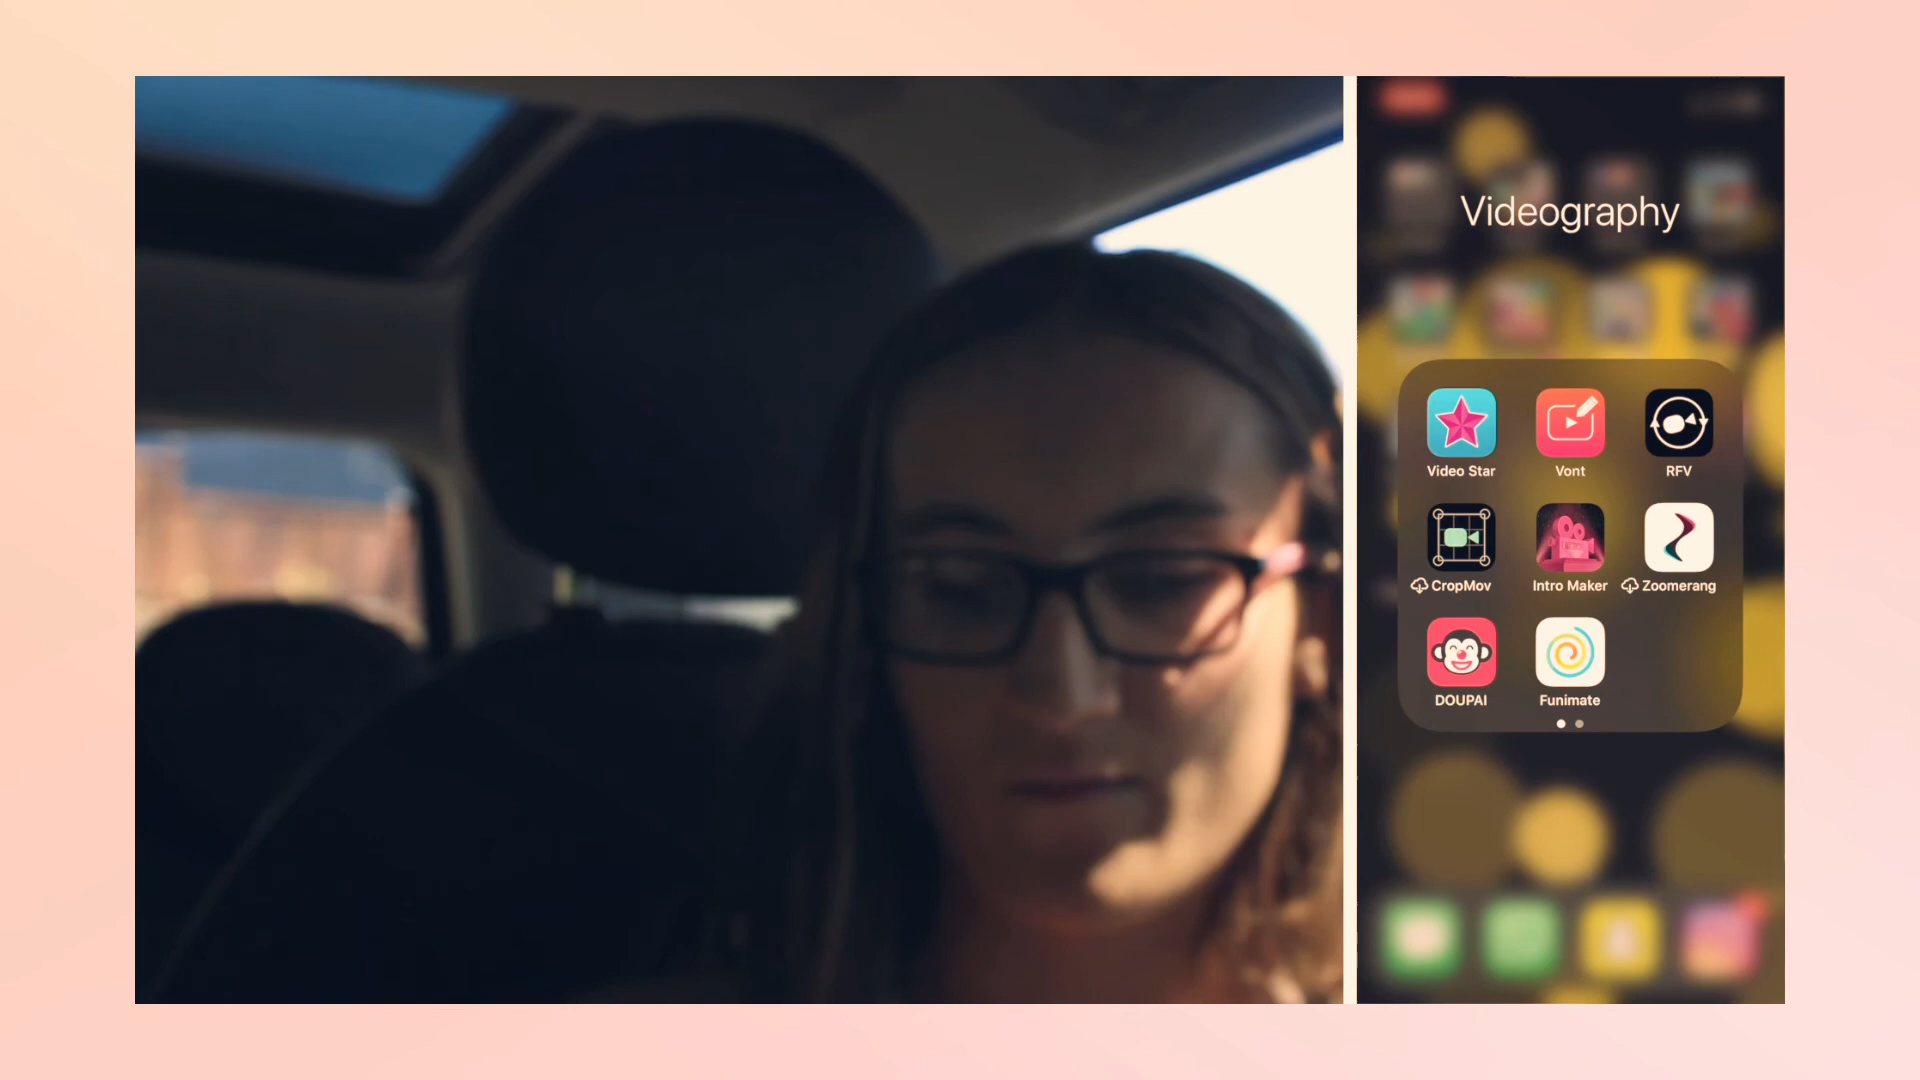 Videography
Video Star Vont RFV
CropMov Intro Maker Zoomerang
DOUPAI Funimate